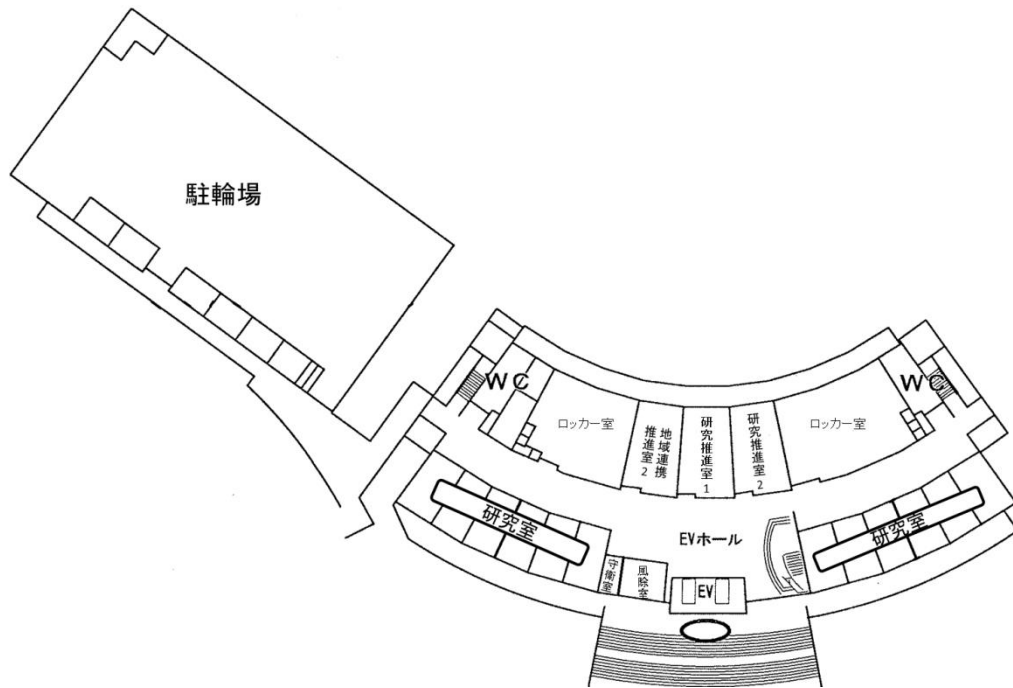 駐輪場
WC
WC
ロッカー室
地域連携
推進室2
研究推進室1
研究推進室2
ロッカー室
研究室
EVホール
研究室
守衛室
風除室
EV